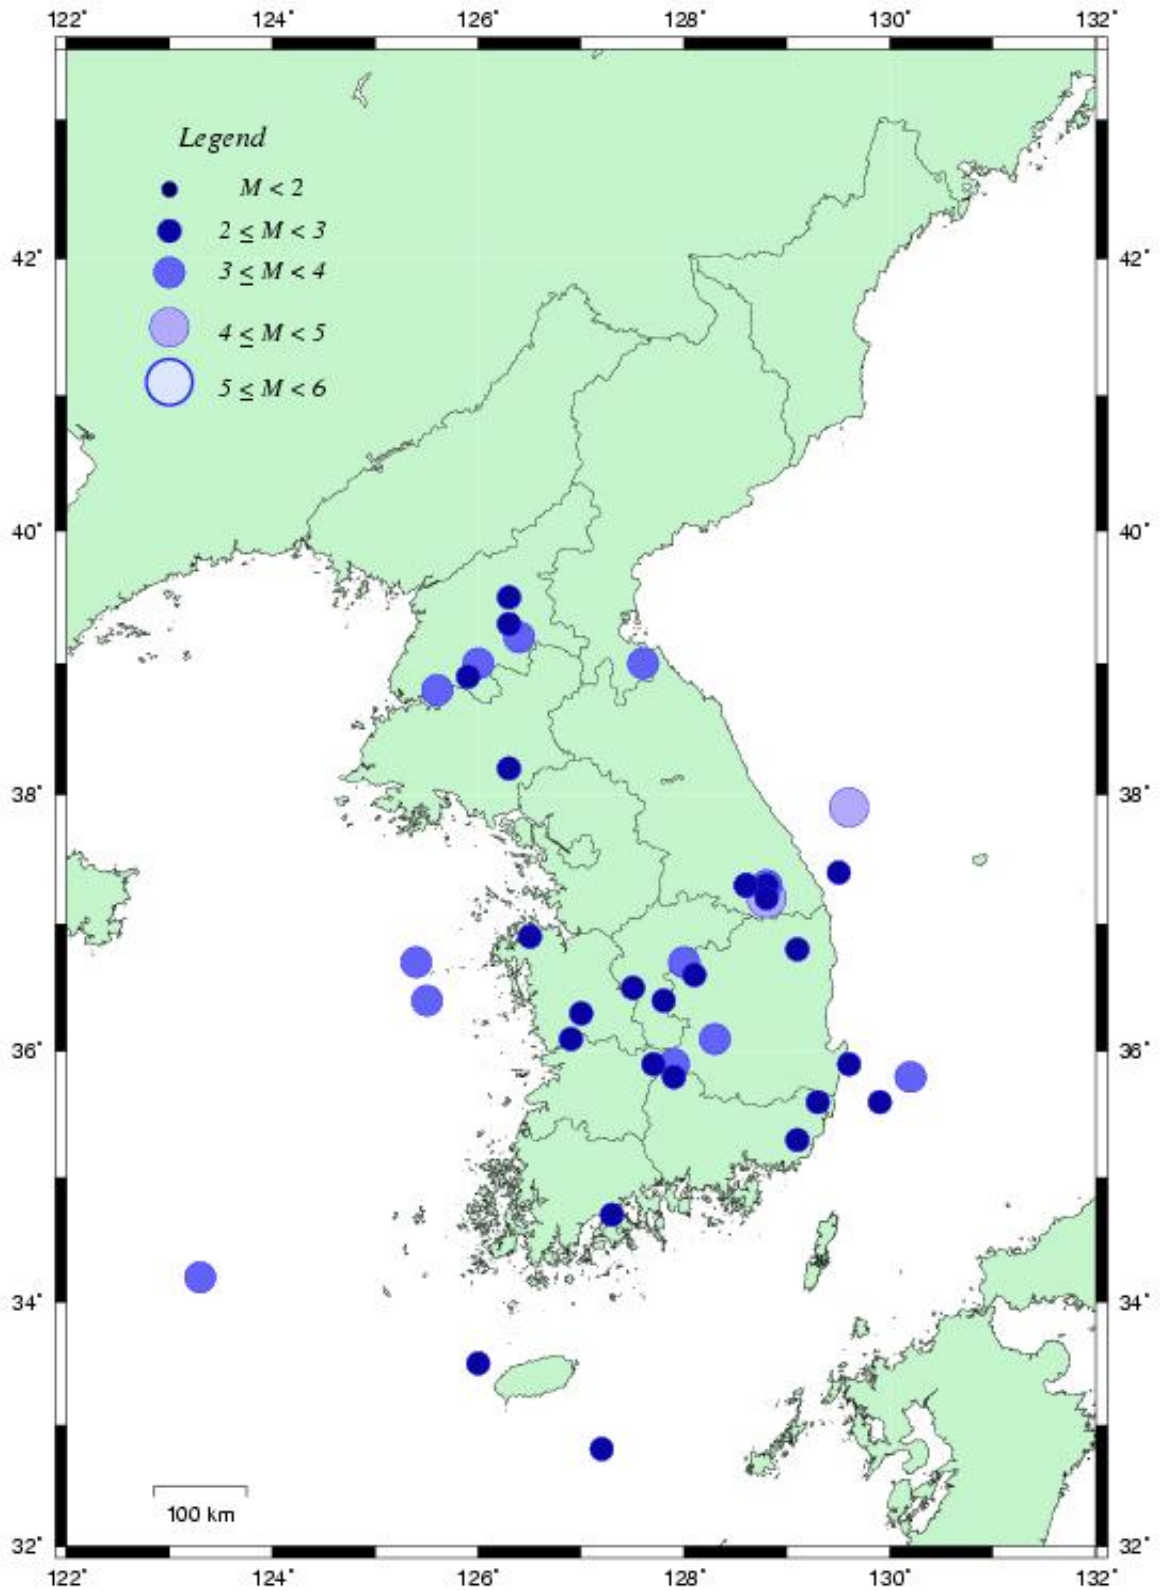 122° 124° 126° 128° 130° 132°
Legend
M < 2
2 ≤ M < 3
42° 42°
3 ≤ M < 4
4 ≤ M < 5
5 ≤ M < 6
40° 40°
38° 38°
36° 36°
34° 34°
100 km
32° 32°
122° 124° 126° 128° 130° 132°